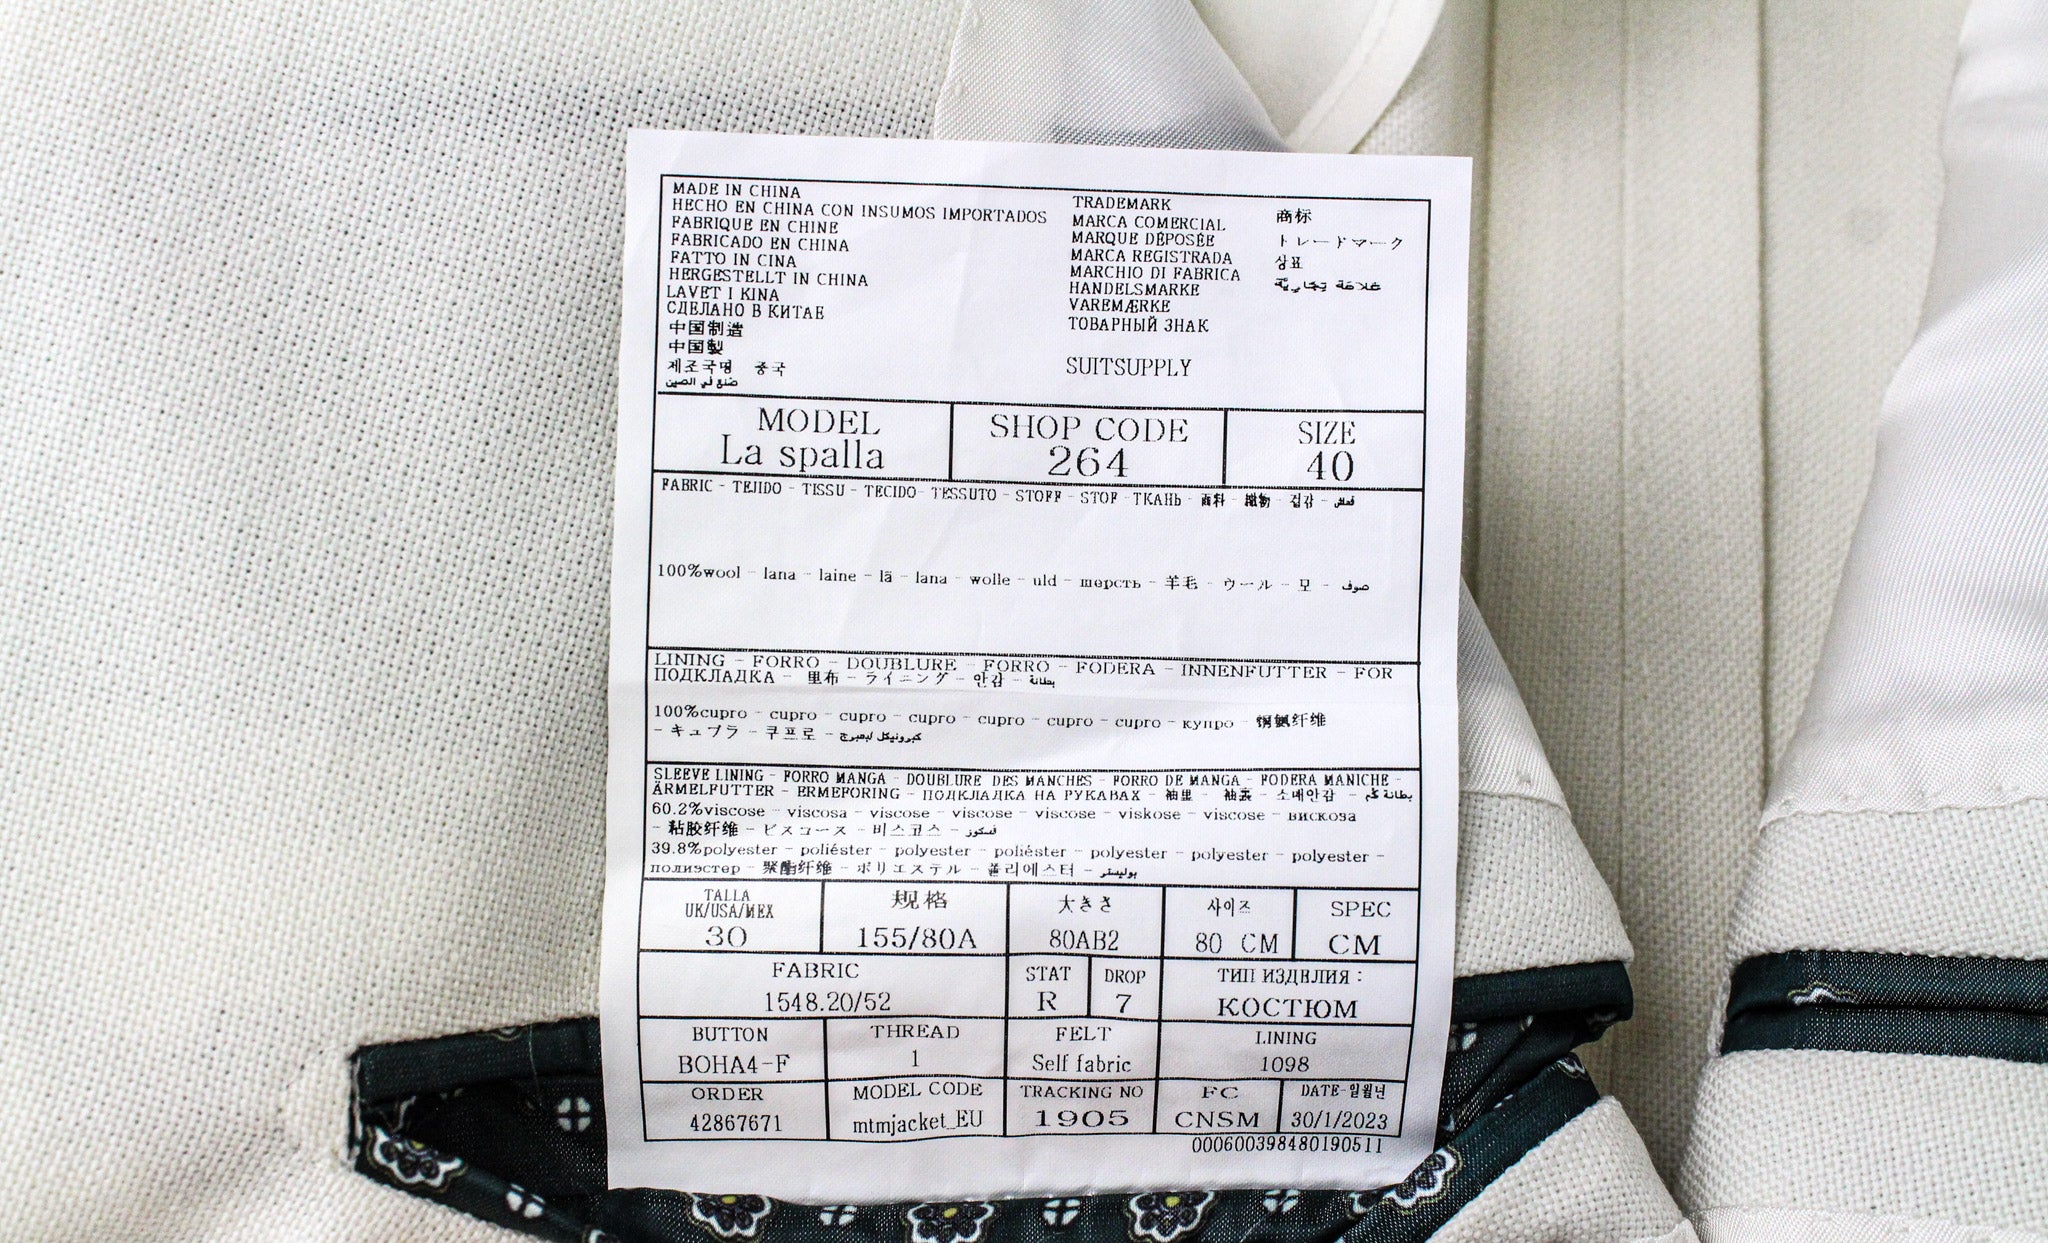 MADE IN CHINA
HECHO EN CHINA CON INSUMOS IMPORTADOS
FABRIQUE EN CHINE
FABRICADO EN CHINA
FATTO IN CINA
HERGESTELLT IN CHINA
LAVET I KINA
СДЕЛАНО В КИТАЕ
中国制造
中国製
제조국명 중국
صنع في الصين
TRADEMARK
MARCA COMERCIAL
MARQUE DÉPOSÉE
MARCA REGISTRADA
MARCHIO DI FABRICA
HANDELSMARKE
VAREMÆRKE
ТОВАРНЫЙ ЗНАК
SUITSUPPLY
商标
トレードマーク
상표
علامة تجارية
MODEL
La spalla
SHOP CODE
264
SIZE
40
FABRIC - TEJIDO - TISSU - TECIDO - TESSUTO - STOFF - STOF - ТКАНЬ - 面料 - 織物 - 겉감 - قماش
100%wool - lana - laine - lã - lana - wolle - uld - шерсть - 羊毛 - ウール - 모 - صوف
LINING - FORRO - DOUBLURE - FORRO - FODERA - INNENFUTTER - FOR
ПОДКЛАДКА - 里布 - ライニング - 안감 - بطانة
100%cupro - cupro - cupro - cupro - cupro - cupro - cupro - купро - 铜氨纤维
- キュプラ - 쿠프로 -
SLEEVE LINING - FORRO MANGA - DOUBLURE DES MANCHES - FORRO DE MANGA - FODERA MANICHE -
ÄRMELFUTTER - ERMEFORING - ПОДКЛАДКА НА РУКАВАХ - 袖里 - 袖裏 - 소매안감 - بطانة كم
60.2%viscose - viscosa - viscose - viscose - viscose - viskose - viscose - вискоза
- 粘胶纤维 - ビスコース - 비스코스 - فسكوز
39.8%polyester - poliéster - polyester - poliéster - polyester - polyester - polyester -
полиэстер - 聚酯纤维 - ポリエステル - 폴리에스터 - بوليستر
TALLA
UK/USA/MEX
30
规格
155/80A
大きさ
80AB2
사이즈
80 CM
SPEC
CM
FABRIC
1548.20/52
STAT
R
DROP
7
ТИП ИЗДЕЛИЯ :
КОСТЮМ
BUTTON
BOHA4-F
THREAD
1
FELT
Self fabric
LINING
1098
ORDER
42867671
MODEL CODE
mtmjacket_EU
TRACKING NO
1905
FC
CNSM
DATE-일월년
30/1/2023
000600398480190511